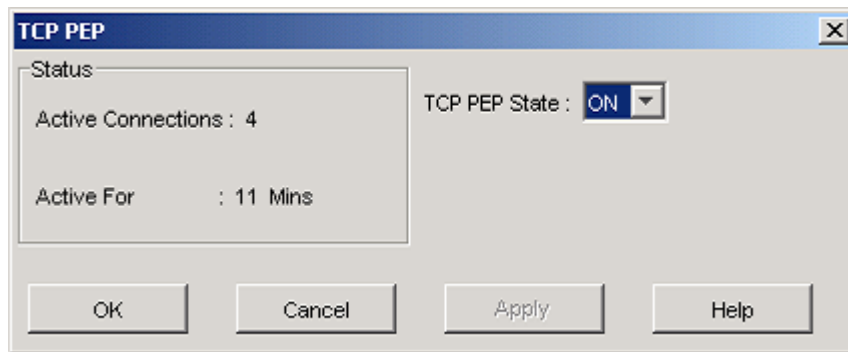 TCP PEP
Status
Active Connections : 4
TCP PEP State : ON
Active For : 11 Mins
OK Cancel Apply Help